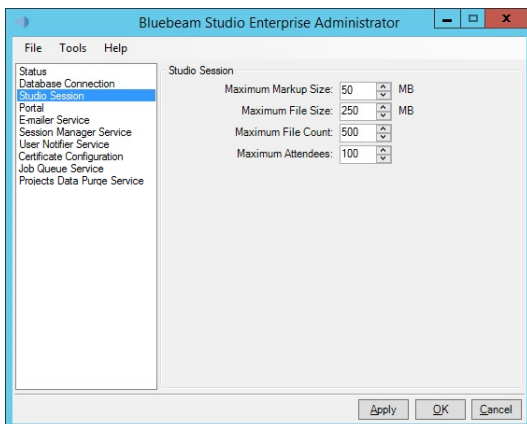 Bluebeam Studio Enterprise Administrator
File Tools Help
Status
Database Connection
Studio Session
Portal
E-mailer Service
Session Manager Service
User Notifier Service
Certificate Configuration
Job Queue Service
Projects Data Purge Service
Studio Session
Maximum Markup Size: 50 MB
Maximum File Size: 250 MB
Maximum File Count: 500
Maximum Attendees: 100
Apply OK Cancel